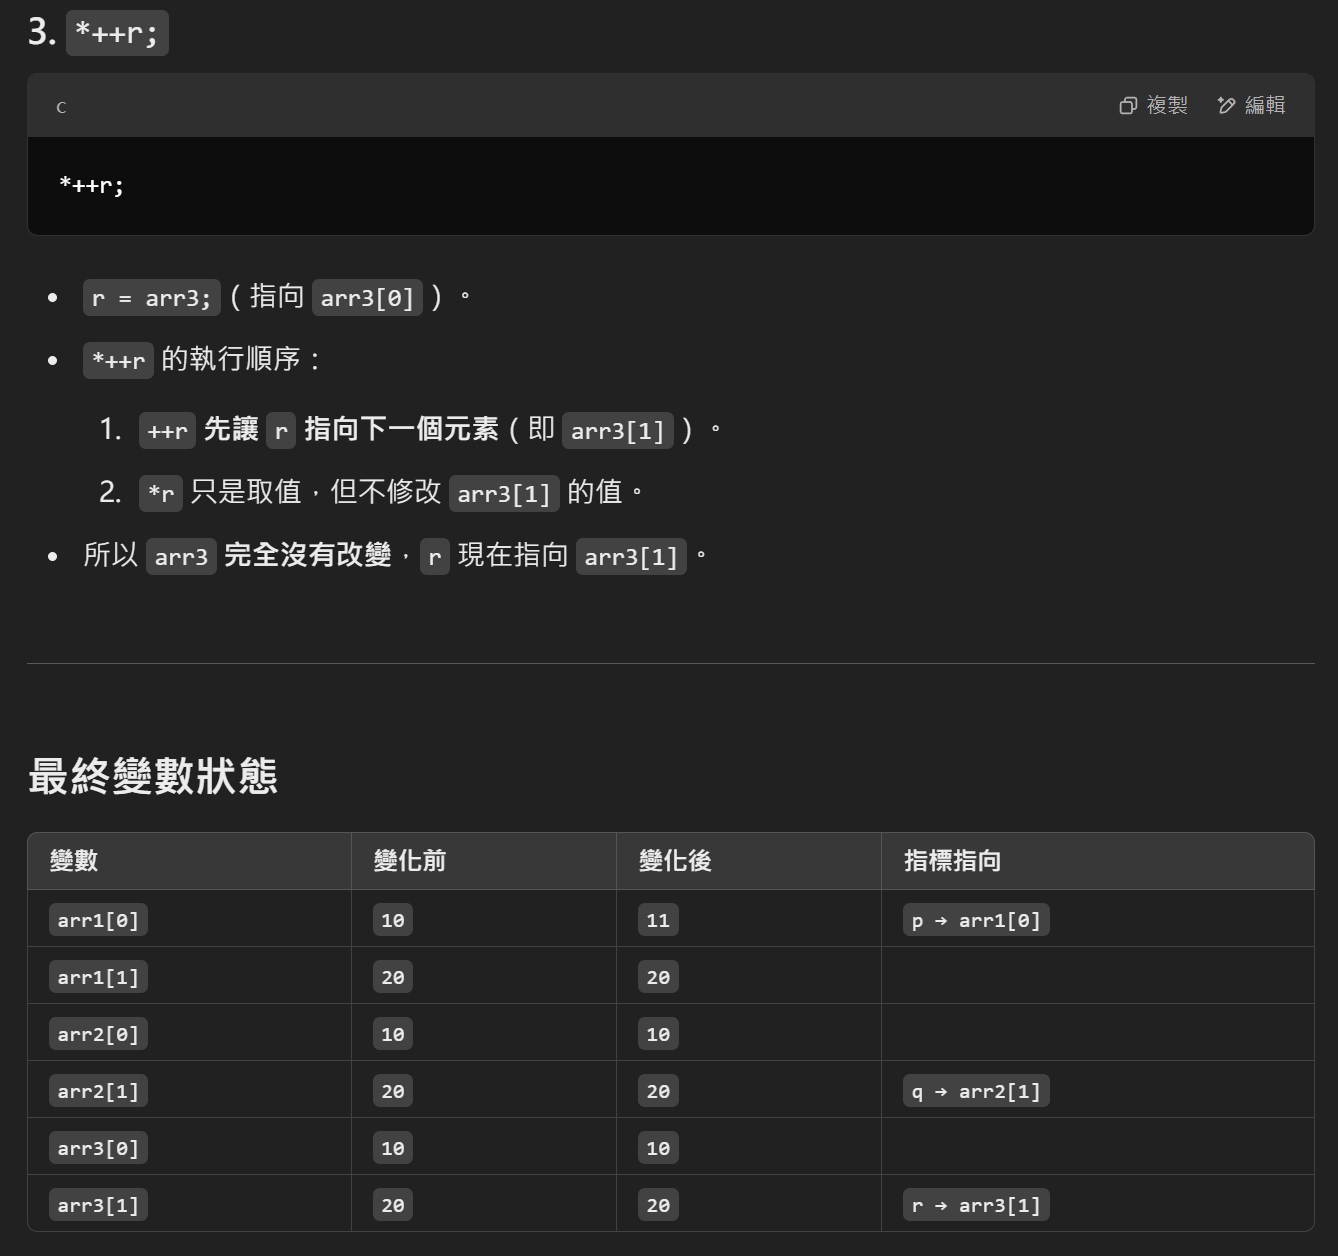 3. *++r;
c 複製 編輯
*++r;
• r = arr3;（指向 arr3[0]）。
• *++r 的執行順序：
1. ++r 先讓 r 指向下一個元素（即 arr3[1]）。
2. *r 只是取值，但不修改 arr3[1] 的值。
• 所以 arr3 完全沒有改變，r 現在指向 arr3[1]。
最終變數狀態
變數 變化前 變化後 指標指向
arr1[0] 10 11 p → arr1[0]
arr1[1] 20 20
arr2[0] 10 10
arr2[1] 20 20 q → arr2[1]
arr3[0] 10 10
arr3[1] 20 20 r → arr3[1]